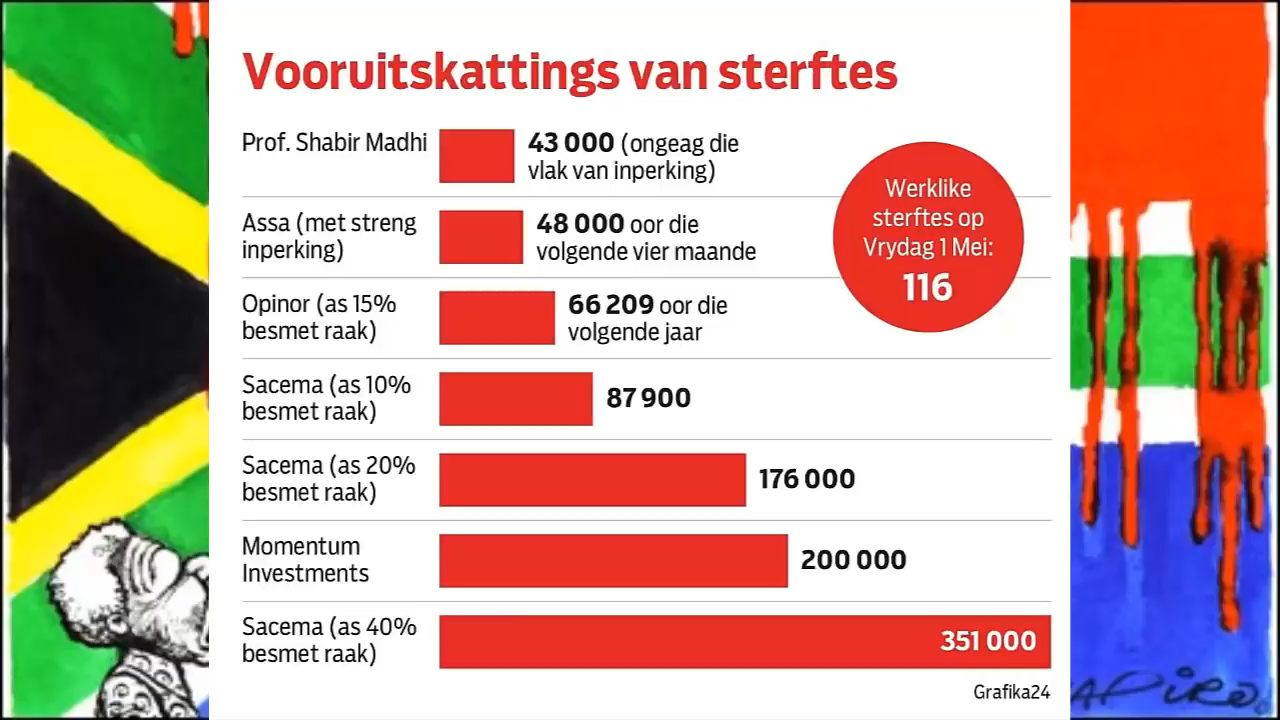 Vooruitskattings van sterftes
Prof. Shabir Madhi
43 000 (ongeag die
vlak van inperking)
Assa (met streng
inperking)
48 000 oor die
volgende vier maande
Werklike
sterftes op
Vrydag 1 Mei:
116
Opinor (as 15%
besmet raak)
66 209 oor die
volgende jaar
Sacema (as 10%
besmet raak)
87 900
Sacema (as 20%
besmet raak)
176 000
Momentum
Investments
200 000
Sacema (as 40%
besmet raak)
351 000
Grafika24
APIRO